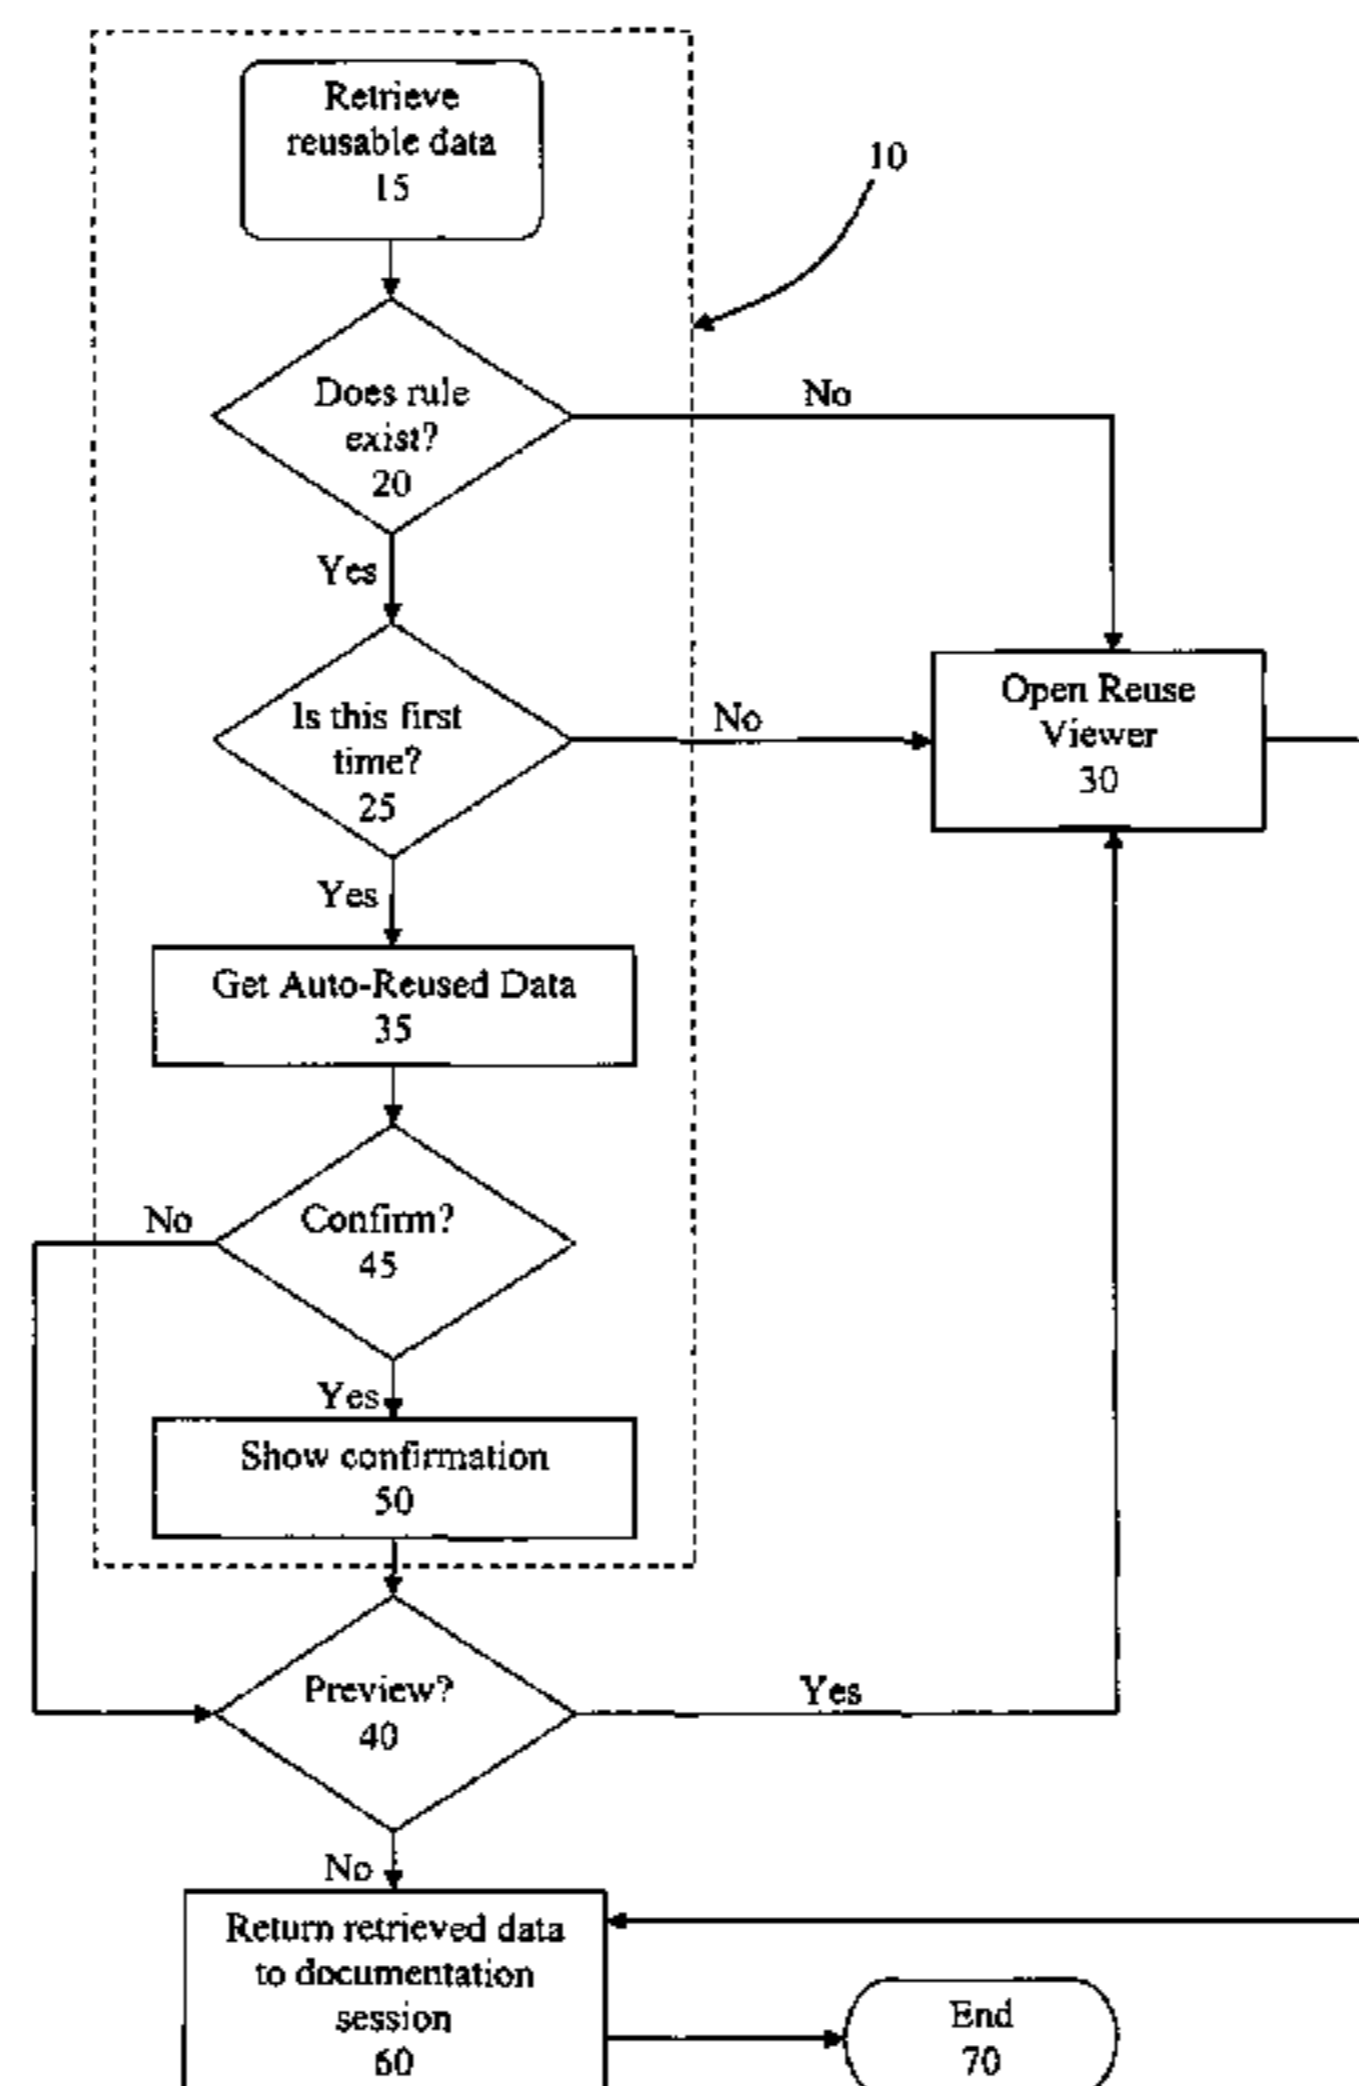 Retrieve
reusable data
15
10
Does rule
exist?
20
No
Yes
Is this first
time?
25
No
Open Reuse
Viewer
30
Yes
Get Auto-Reused Data
35
No
Confirm?
45
Yes
Show confirmation
50
Preview?
40
Yes
No
Return retrieved data
to documentation
session
60
End
70